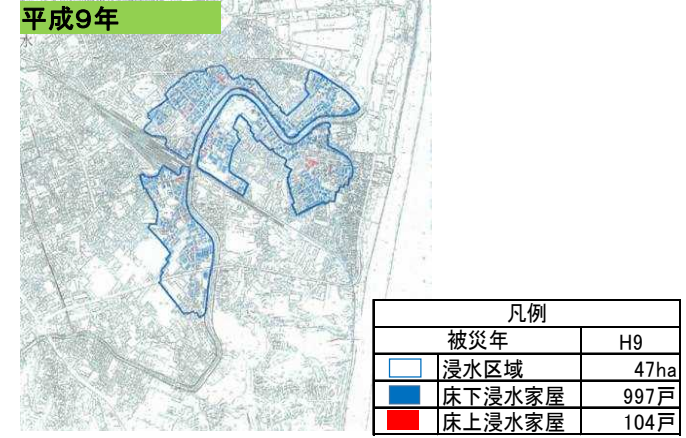 平成9年
水
凡例
被災年 H9
浸水区域 47ha
床下浸水家屋 997戸
床上浸水家屋 104戸